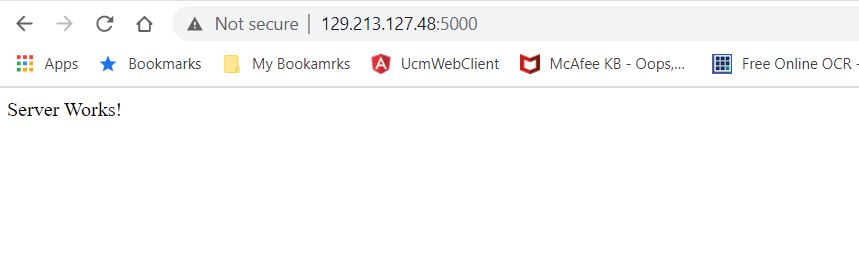 Not secure | 129.213.127.48:5000
Apps Bookmarks My Bookamrks UcmWebClient McAfee KB - Oops,... Free Online OCR -
Server Works!